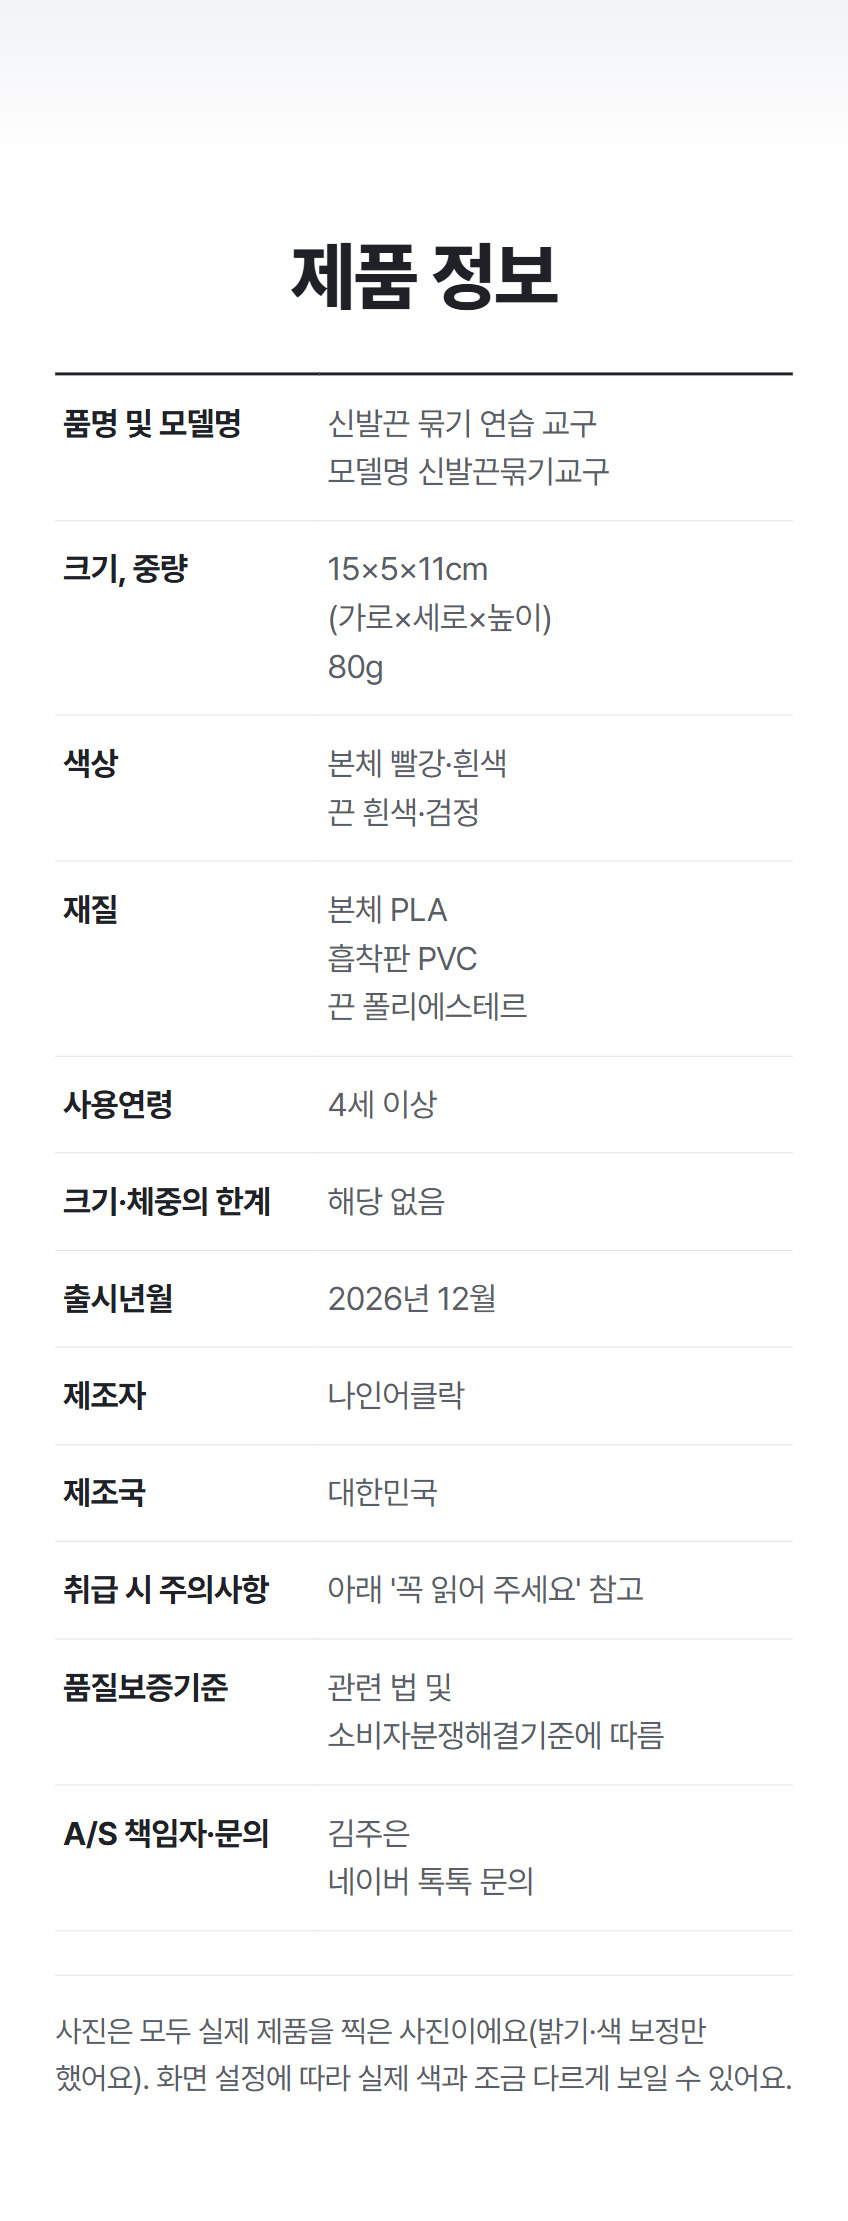 제품 정보
품명 및 모델명
신발끈 묶기 연습 교구
모델명 신발끈묶기교구
크기, 중량
15×5×11cm
(가로×세로×높이)
80g
색상
본체 빨강·흰색
끈 흰색·검정
재질
본체 PLA
흡착판 PVC
끈 폴리에스테르
사용연령
4세 이상
크기·체중의 한계
해당 없음
출시년월
2026년 12월
제조자
나인어클락
제조국
대한민국
취급 시 주의사항
아래 '꼭 읽어 주세요' 참고
품질보증기준
관련 법 및
소비자분쟁해결기준에 따름
A/S 책임자·문의
김주은
네이버 톡톡 문의
사진은 모두 실제 제품을 찍은 사진이에요(밝기·색 보정만
했어요). 화면 설정에 따라 실제 색과 조금 다르게 보일 수 있어요.